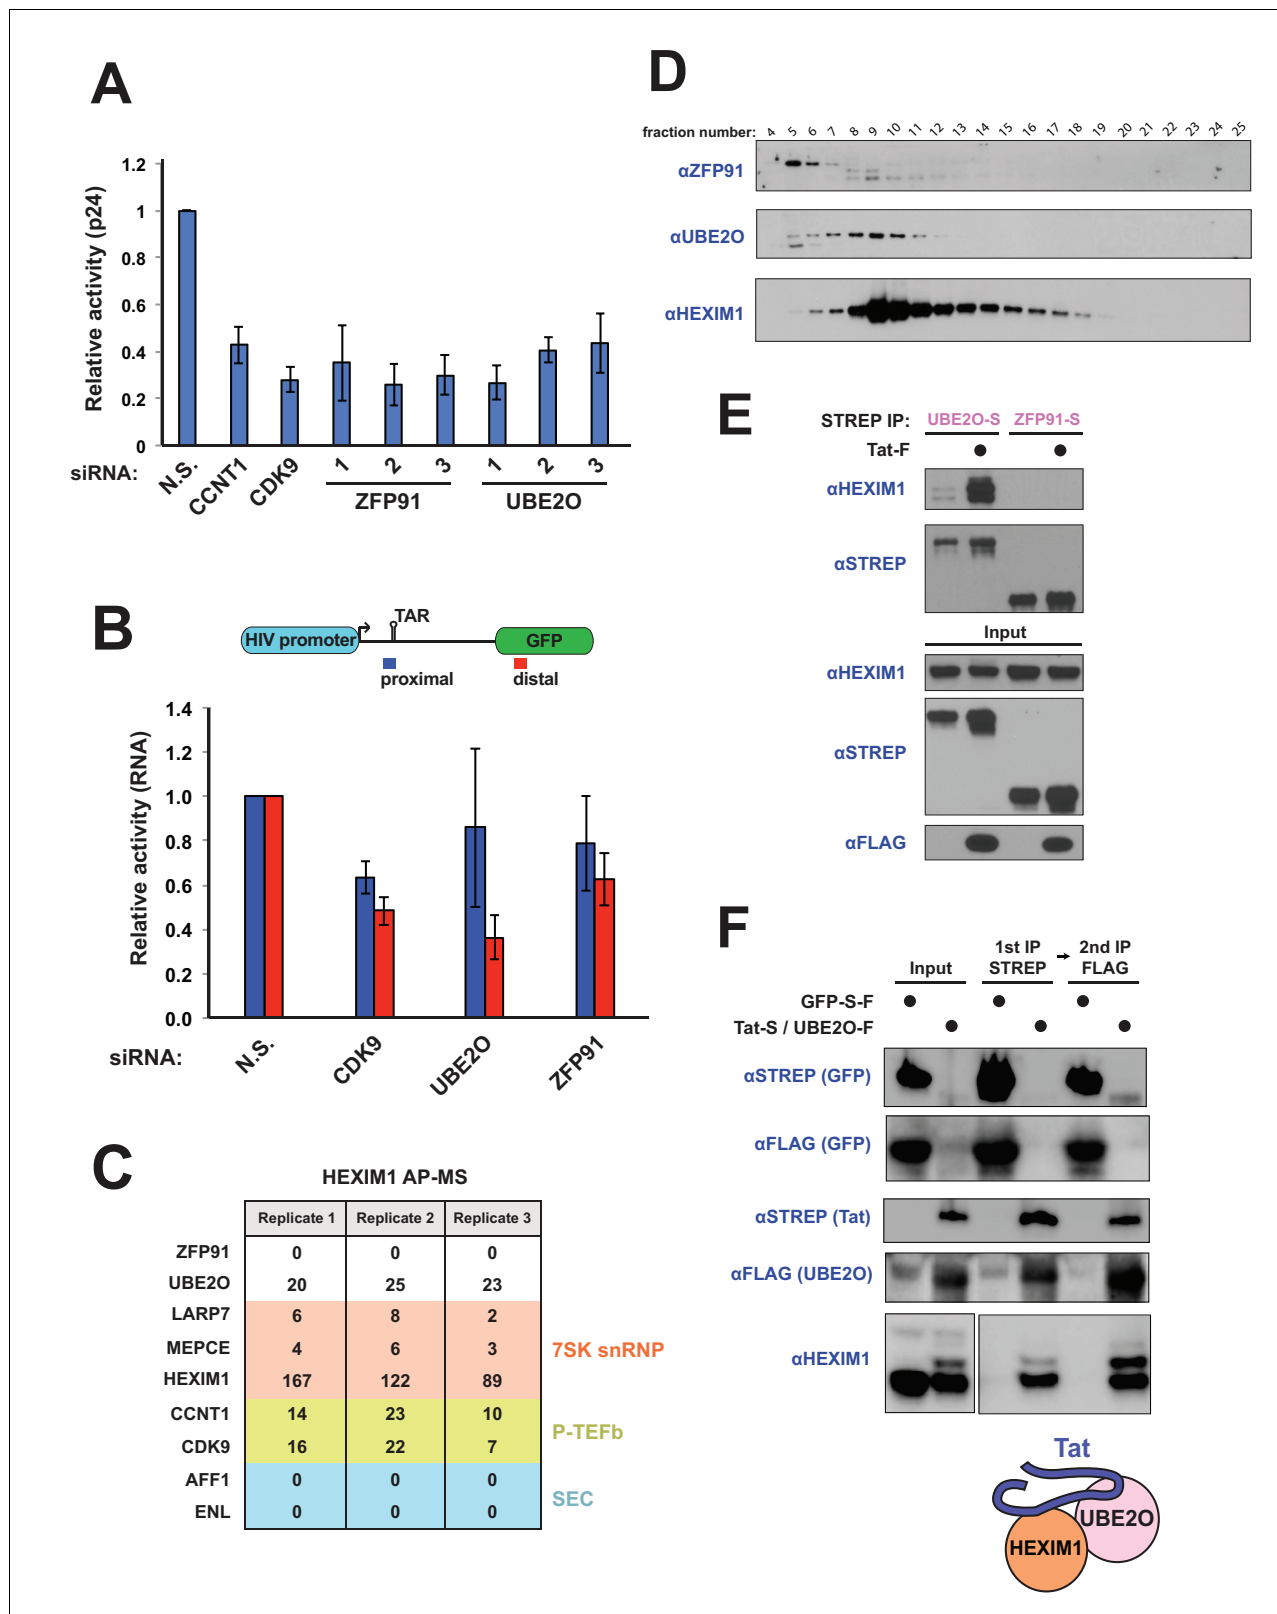 A
Relative activity (p24)
1.2
1
0.8
0.6
0.4
0.2
0
siRNA:
N.S.
CCNT1
CDK9
1 2 3
ZFP91
1 2 3
UBE2O
B
HIV promoter
TAR
GFP
proximal
distal
Relative activity (RNA)
1.4
1.2
1.0
0.8
0.6
0.4
0.2
0.0
siRNA:
N.S.
CDK9
UBE2O
ZFP91
C
HEXIM1 AP-MS
Replicate 1 Replicate 2 Replicate 3
ZFP91 0 0 0
UBE2O 20 25 23
LARP7 6 8 2
MEPCE 4 6 3
7SK snRNP
HEXIM1 167 122 89
CCNT1 14 23 10
P-TEFb
CDK9 16 22 7
AFF1 0 0 0
SEC
ENL 0 0 0
D
fraction number: 4 5 6 7 8 9 10 11 12 13 14 15 16 17 18 19 20 21 22 23 24 25
αZFP91
αUBE2O
αHEXIM1
E
STREP IP: UBE2O-S ZFP91-S
Tat-F
αHEXIM1
αSTREP
Input
αHEXIM1
αSTREP
αFLAG
F
Input
1st IP
STREP
2nd IP
FLAG
GFP-S-F
Tat-S / UBE2O-F
αSTREP (GFP)
αFLAG (GFP)
αSTREP (Tat)
αFLAG (UBE2O)
αHEXIM1
Tat
UBE2O
HEXIM1